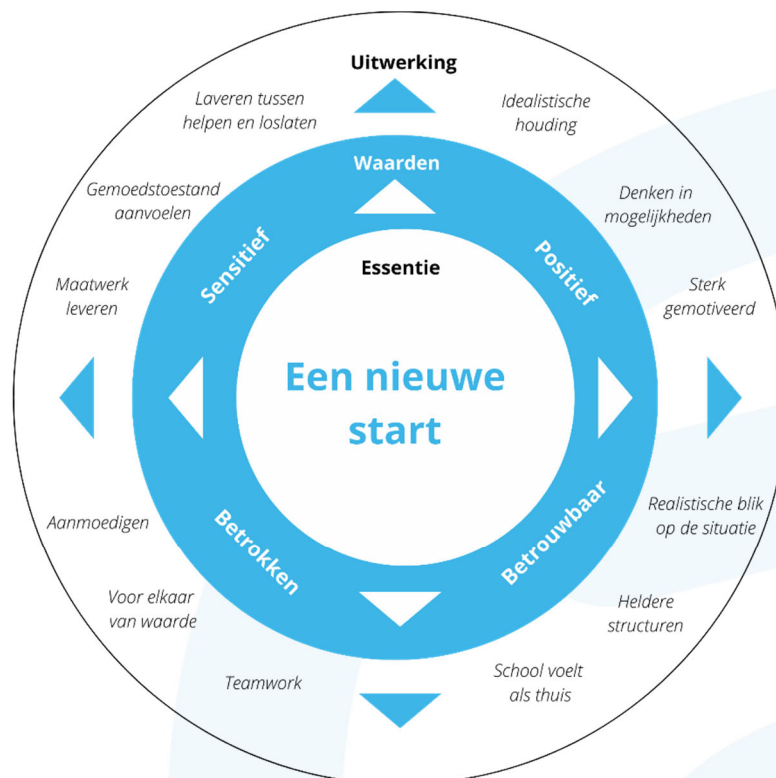 Uitwerking
Laveren tussen
helpen en loslaten
Idealistische
houding
Waarden
Gemoedstoestand
aanvoelen
Denken in
mogelijkheden
Sensitief
Positief
Essentie
Maatwerk
leveren
Sterk
gemotiveerd
Een nieuwe
start
Aanmoedigen
Realistische blik
op de situatie
Betrokken
Betrouwbaar
Voor elkaar
van waarde
Heldere
structuren
Teamwork
School voelt
als thuis